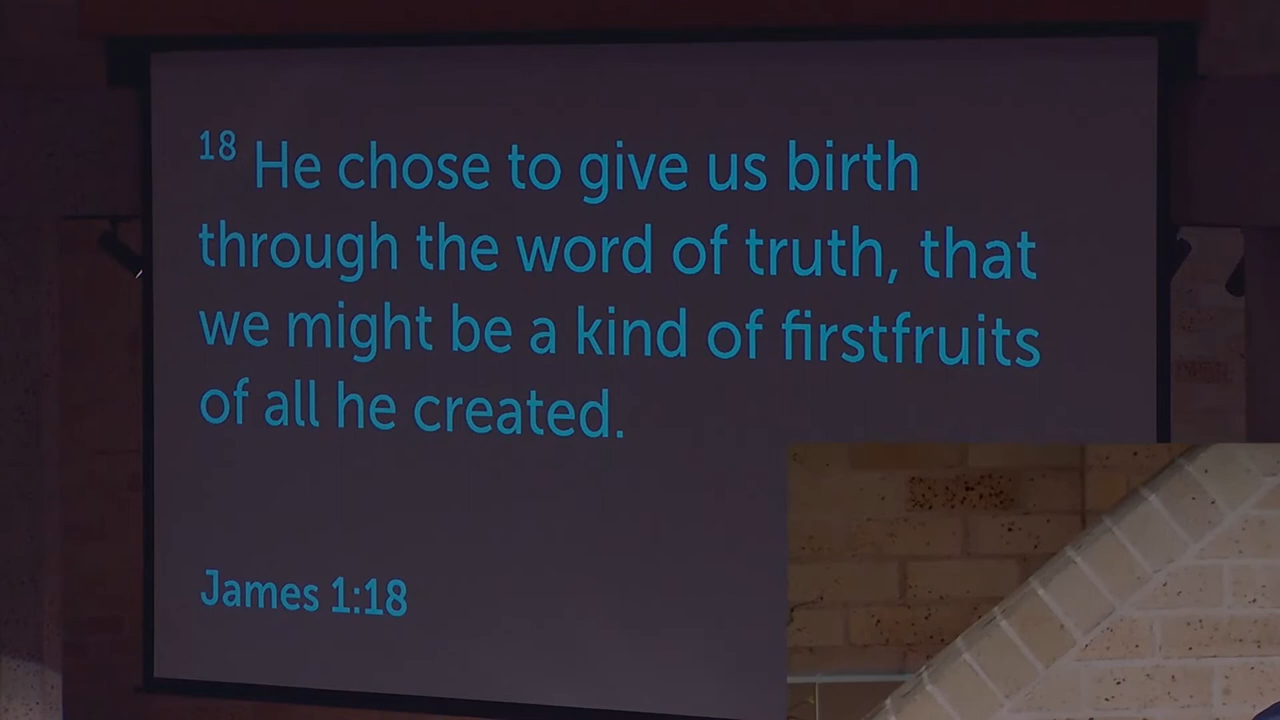 18 He chose to give us birth
through the word of truth, that
we might be a kind of firstfruits
of all he created.
James 1:18